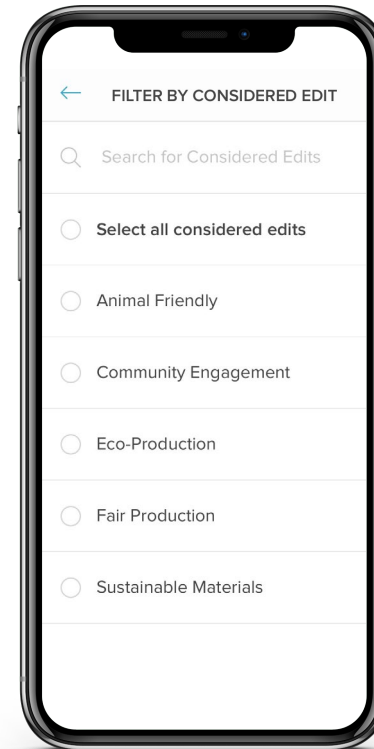 FILTER BY CONSIDERED EDIT
Search for Considered Edits
Select all considered edits
Animal Friendly
Community Engagement
Eco-Production
Fair Production
Sustainable Materials